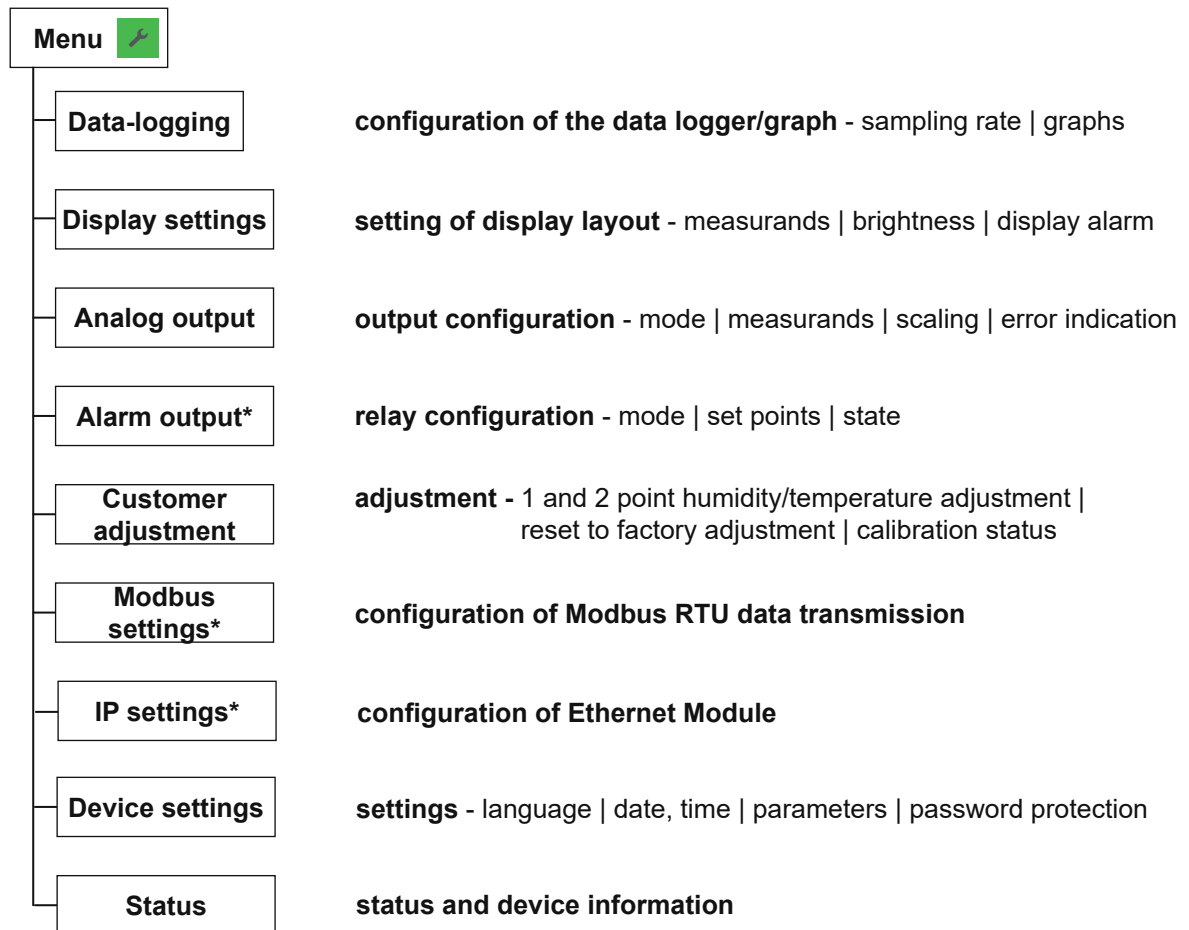 Menu
Data-logging
configuration of the data logger/graph - sampling rate | graphs
Display settings
setting of display layout - measurands | brightness | display alarm
Analog output
output configuration - mode | measurands | scaling | error indication
Alarm output*
relay configuration - mode | set points | state
Customer
adjustment
adjustment - 1 and 2 point humidity/temperature adjustment |
reset to factory adjustment | calibration status
Modbus
settings*
configuration of Modbus RTU data transmission
IP settings*
configuration of Ethernet Module
Device settings
settings - language | date, time | parameters | password protection
Status
status and device information